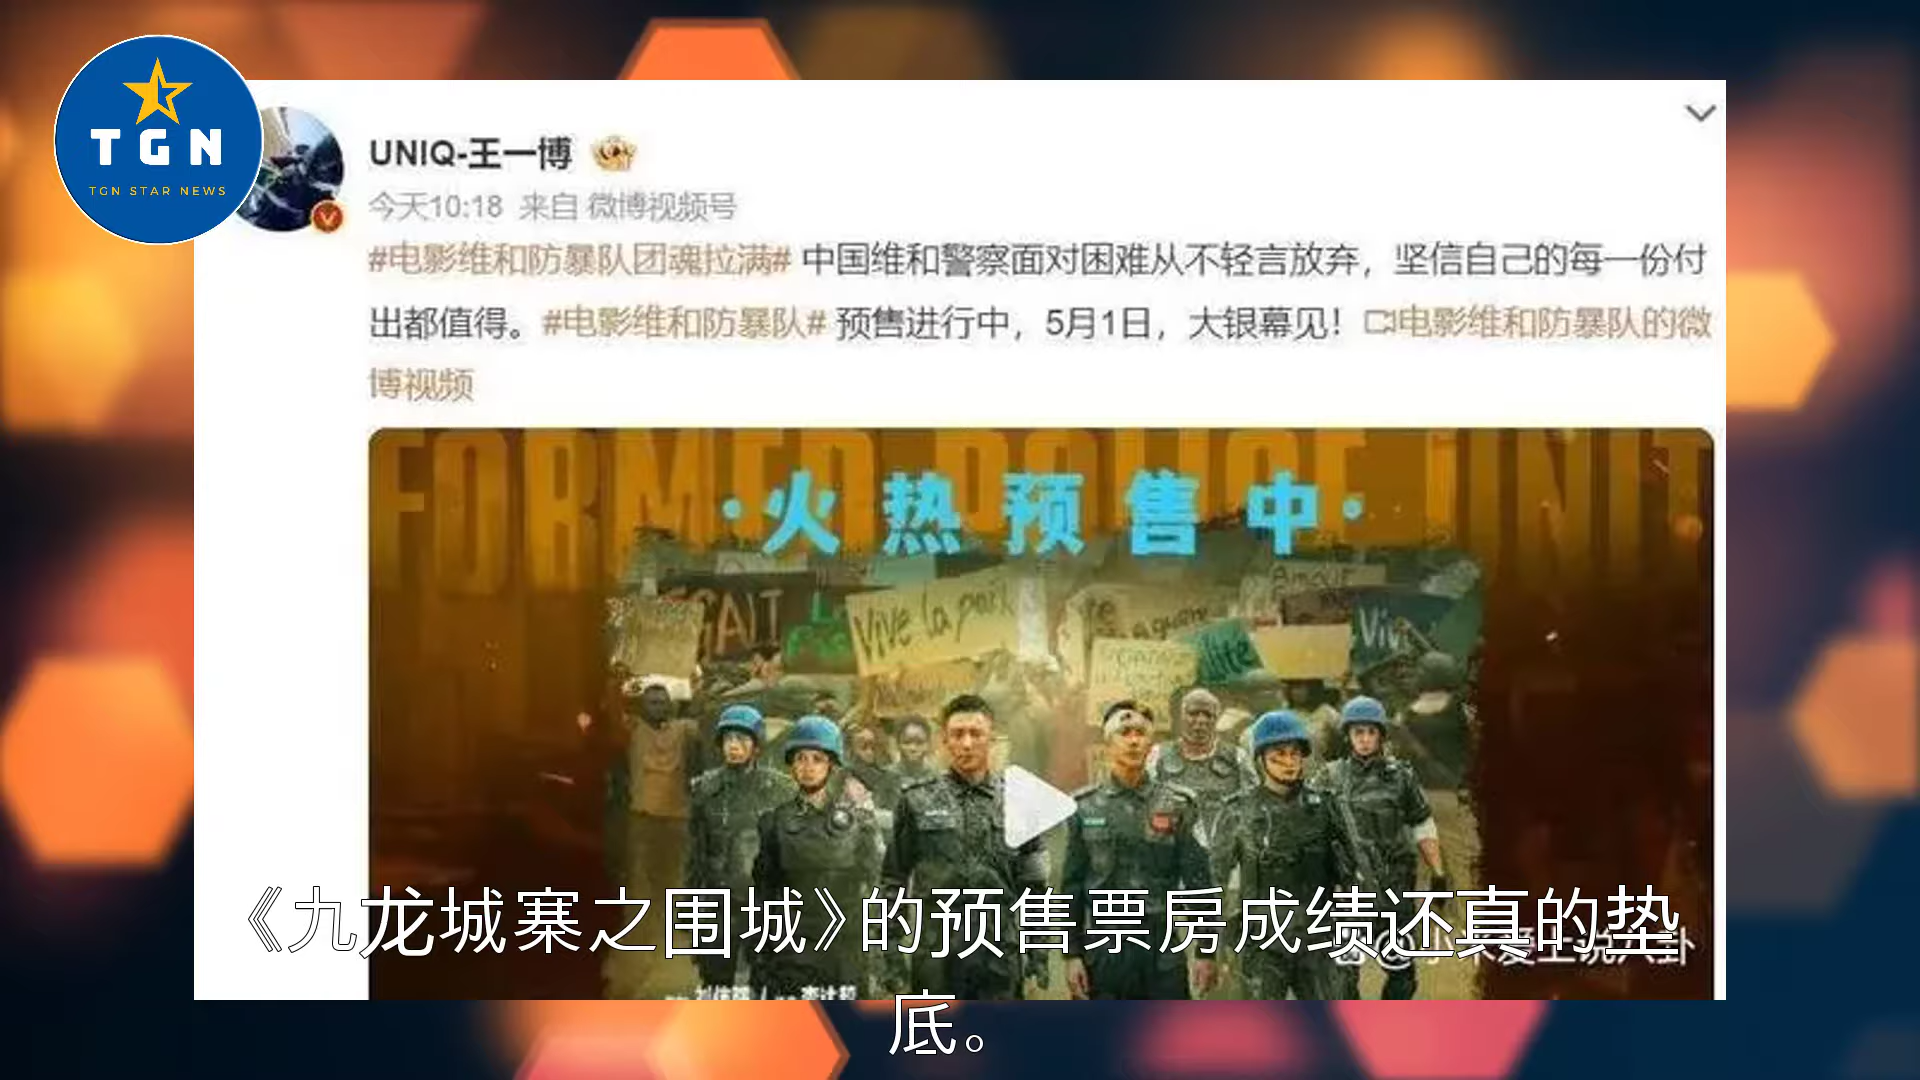 TGN
TGN STAR NEWS
UNIQ-王一博
今天10:18 来自 微博视频号
#电影维和防暴队团魂拉满# 中国维和警察面对困难从不轻言放弃，坚信自己的每一份付
出都值得。#电影维和防暴队# 预售进行中，5月1日，大银幕见！电影维和防暴队的微
博视频
FORMED POLICE UNIT
·火热预售中·
Vive la
《九龙城寨之围城》的预售票房成绩还真的垫
底。